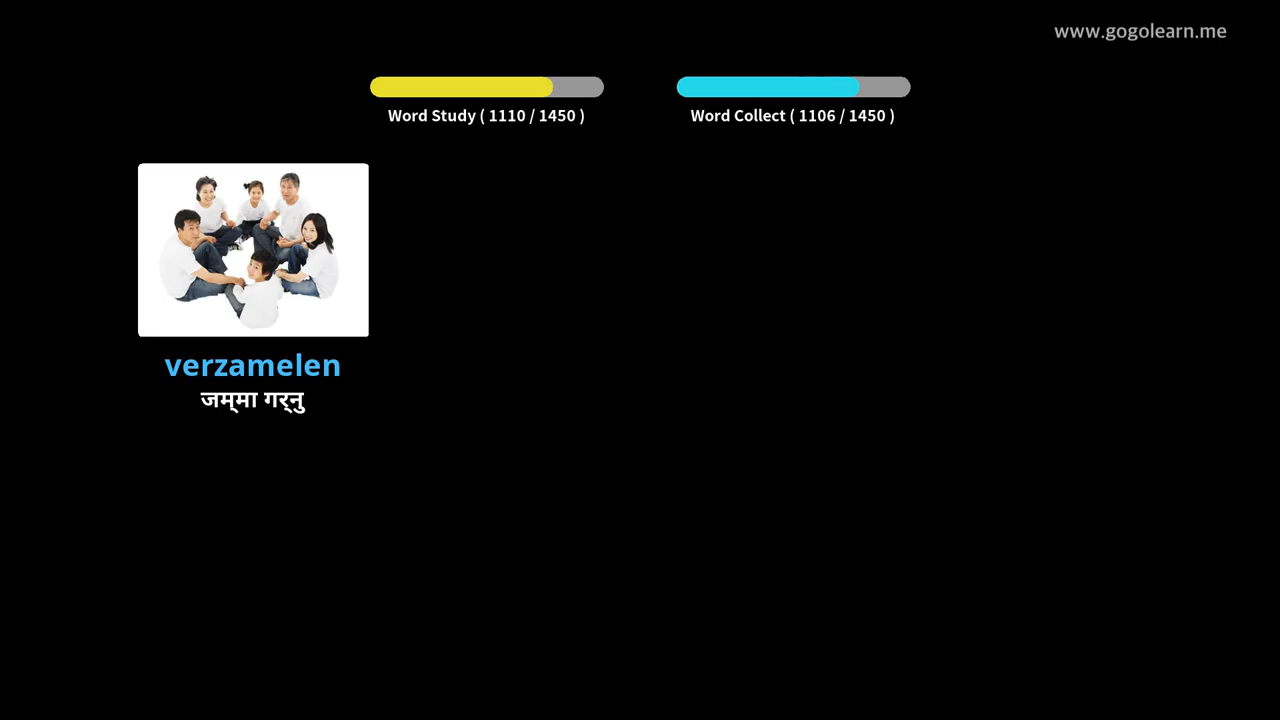 www.gogolearn.me
Word Study ( 1110 / 1450 )
Word Collect ( 1106 / 1450 )
verzamelen
जम्मा गर्नु